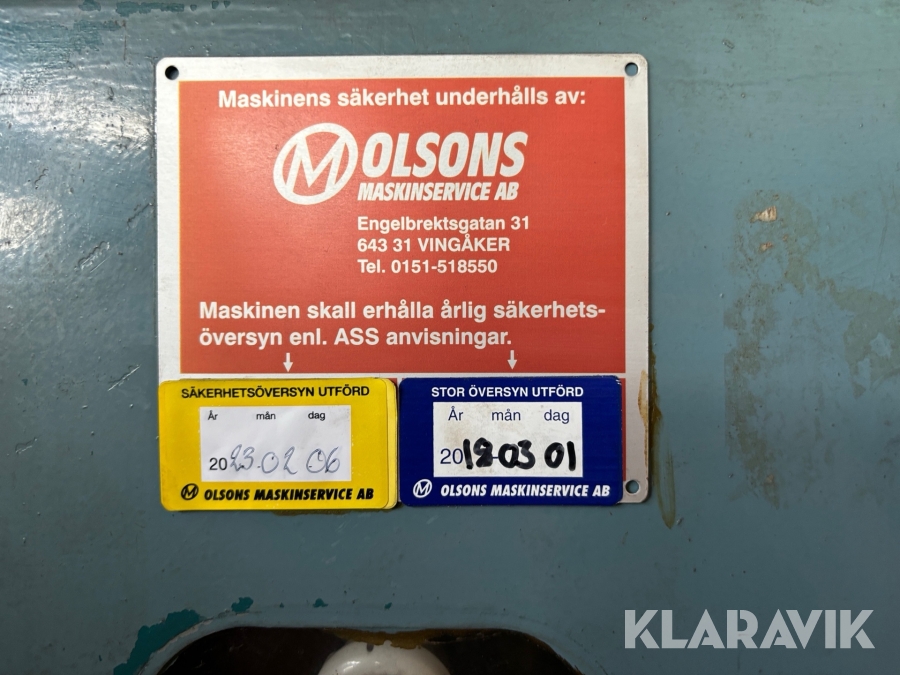 Maskinens säkerhet underhålls av:
M OLSONS
MASKINSERVICE AB
Engelbrektsgatan 31
643 31 VINGÅKER
Tel. 0151-518550
Maskinen skall erhålla årlig säkerhets-
översyn enl. ASS anvisningar.
SÄKERHETSÖVERSYN UTFÖRD
År mån dag
2023.02 06
M OLSONS MASKINSERVICE AB
STOR ÖVERSYN UTFÖRD
År mån dag
2018-03 01
M OLSONS MASKINSERVICE AB
KLARAVIK